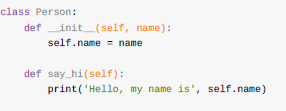 class Person:
    def __init__(self, name):
        self.name = name

    def say_hi(self):
        print('Hello, my name is', self.name)